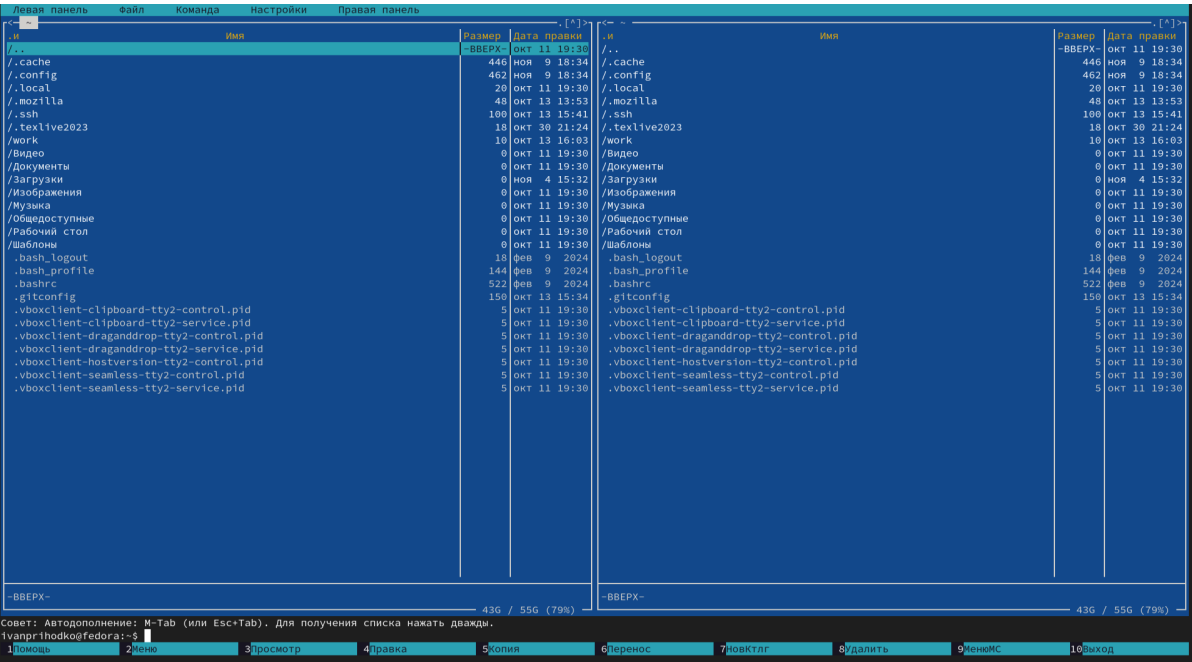 Левая панель Файл Команда Настройки Правая панель
<– ~ .[^]> <– ~ .[^]>
.и Имя Размер Дата правки .и Имя Размер Дата правки
/.. -ВВЕРХ- окт 11 19:30 /.. -ВВЕРХ- окт 11 19:30
/.cache 446 ноя 9 18:34 /.cache 446 ноя 9 18:34
/.config 462 ноя 9 18:34 /.config 462 ноя 9 18:34
/.local 20 окт 11 19:30 /.local 20 окт 11 19:30
/.mozilla 48 окт 13 13:53 /.mozilla 48 окт 13 13:53
/.ssh 100 окт 13 15:41 /.ssh 100 окт 13 15:41
/.texlive2023 18 окт 30 21:24 /.texlive2023 18 окт 30 21:24
/work 10 окт 13 16:03 /work 10 окт 13 16:03
/Видео 0 окт 11 19:30 /Видео 0 окт 11 19:30
/Документы 0 окт 11 19:30 /Документы 0 окт 11 19:30
/Загрузки 0 ноя 4 15:32 /Загрузки 0 ноя 4 15:32
/Изображения 0 окт 11 19:30 /Изображения 0 окт 11 19:30
/Музыка 0 окт 11 19:30 /Музыка 0 окт 11 19:30
/Общедоступные 0 окт 11 19:30 /Общедоступные 0 окт 11 19:30
/Рабочий стол 0 окт 11 19:30 /Рабочий стол 0 окт 11 19:30
/Шаблоны 0 окт 11 19:30 /Шаблоны 0 окт 11 19:30
.bash_logout 18 фев 9 2024 .bash_logout 18 фев 9 2024
.bash_profile 144 фев 9 2024 .bash_profile 144 фев 9 2024
.bashrc 522 фев 9 2024 .bashrc 522 фев 9 2024
.gitconfig 150 окт 13 15:34 .gitconfig 150 окт 13 15:34
.vboxclient-clipboard-tty2-control.pid 5 окт 11 19:30 .vboxclient-clipboard-tty2-control.pid 5 окт 11 19:30
.vboxclient-clipboard-tty2-service.pid 5 окт 11 19:30 .vboxclient-clipboard-tty2-service.pid 5 окт 11 19:30
.vboxclient-draganddrop-tty2-control.pid 5 окт 11 19:30 .vboxclient-draganddrop-tty2-control.pid 5 окт 11 19:30
.vboxclient-draganddrop-tty2-service.pid 5 окт 11 19:30 .vboxclient-draganddrop-tty2-service.pid 5 окт 11 19:30
.vboxclient-hostversion-tty2-control.pid 5 окт 11 19:30 .vboxclient-hostversion-tty2-control.pid 5 окт 11 19:30
.vboxclient-seamless-tty2-control.pid 5 окт 11 19:30 .vboxclient-seamless-tty2-control.pid 5 окт 11 19:30
.vboxclient-seamless-tty2-service.pid 5 окт 11 19:30 .vboxclient-seamless-tty2-service.pid 5 окт 11 19:30
-ВВЕРХ- -ВВЕРХ-
43G / 55G (79%) 43G / 55G (79%)
Совет: Автодополнение: M-Tab (или Esc+Tab). Для получения списка нажать дважды.
ivanprihodko@fedora:~$
1Помощь 2Меню 3Просмотр 4Правка 5Копия 6Перенос 7НовКтлг 8Удалить 9МенюMC 10Выход